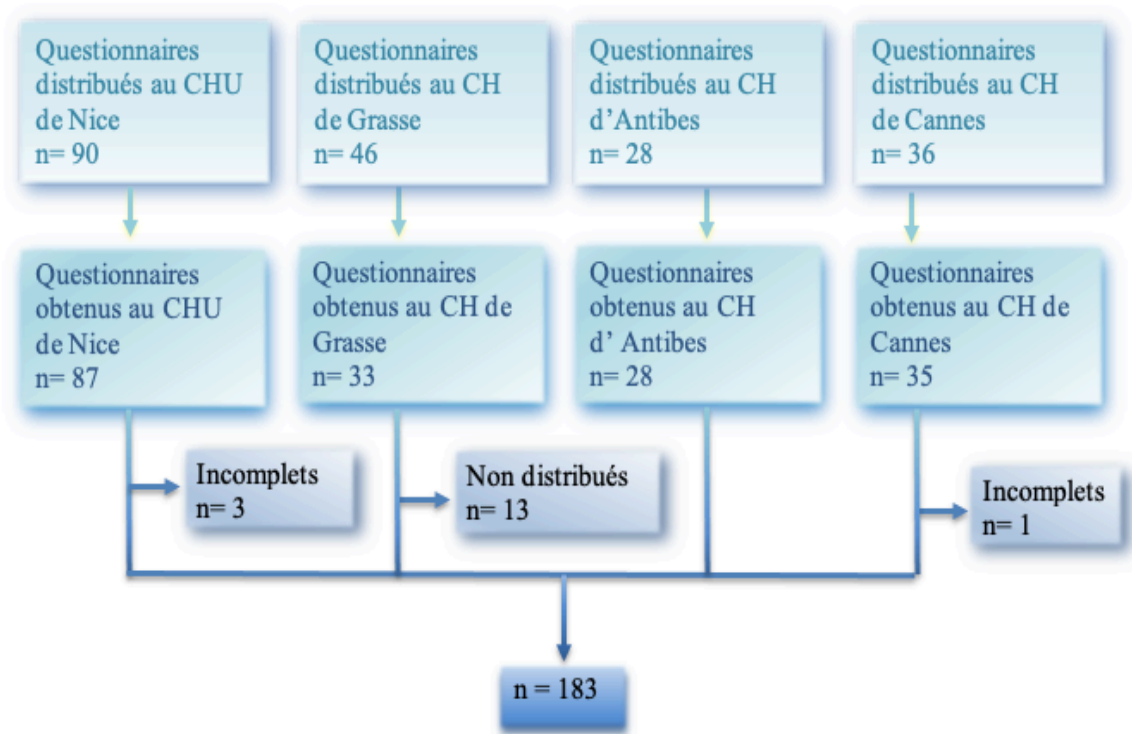 Questionnaires
distribués au CHU
de Nice
n= 90
Questionnaires
distribués au CH
de Grasse
n= 46
Questionnaires
distribués au CH
d’Antibes
n= 28
Questionnaires
distribués au CH
de Cannes
n= 36
Questionnaires
obtenus au CHU
de Nice
n= 87
Questionnaires
obtenus au CH de
Grasse
n= 33
Questionnaires
obtenus au CH
d’ Antibes
n= 28
Questionnaires
obtenus au CH de
Cannes
n= 35
Incomplets
n= 3
Non distribués
n= 13
Incomplets
n= 1
n = 183